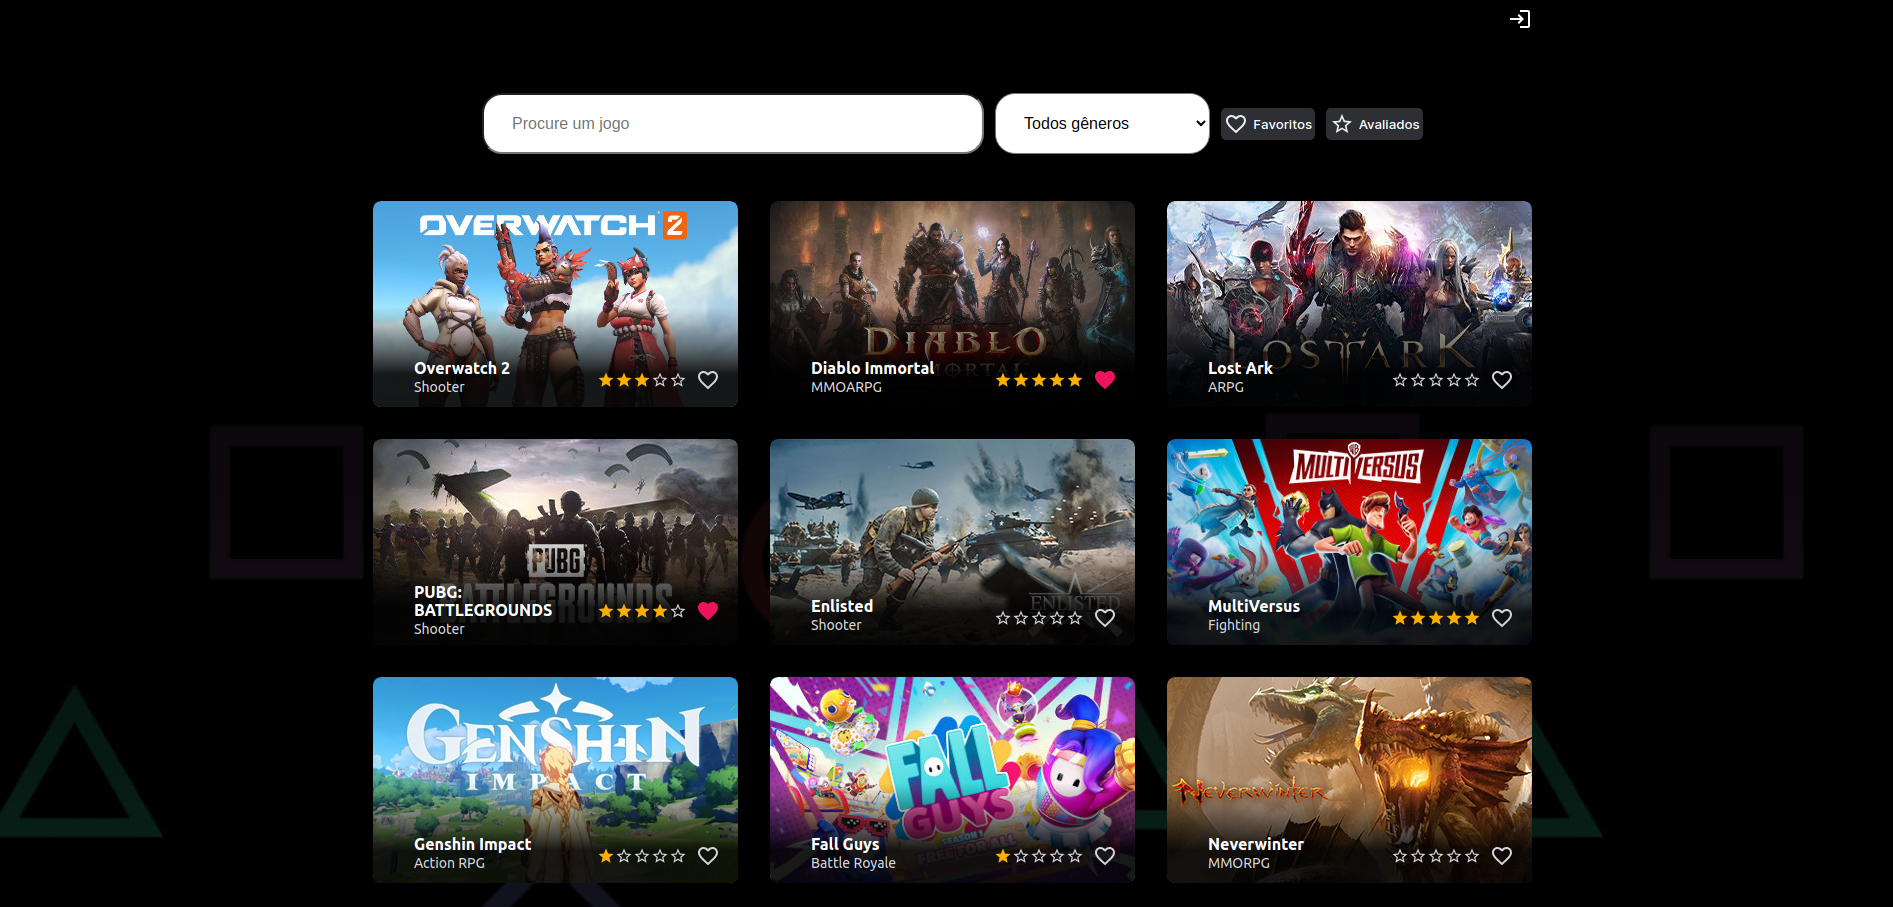 Procure um jogo
Todos gêneros
Favoritos
Avaliados
OVERWATCH 2
Overwatch 2
Shooter
DIABLO
IMMORTAL
Diablo Immortal
MMOARPG
LOST ARK
Lost Ark
ARPG
PUBG
BATTLEGROUNDS
PUBG:
BATTLEGROUNDS
Shooter
ENLISTED
Enlisted
Shooter
WB
MULTIVERSUS
MultiVersus
Fighting
GENSHIN
IMPACT
Genshin Impact
Action RPG
FALL
GUYS
SEASON 1
FREE FOR ALL
Fall Guys
Battle Royale
NEVERWINTER
Neverwinter
MMORPG